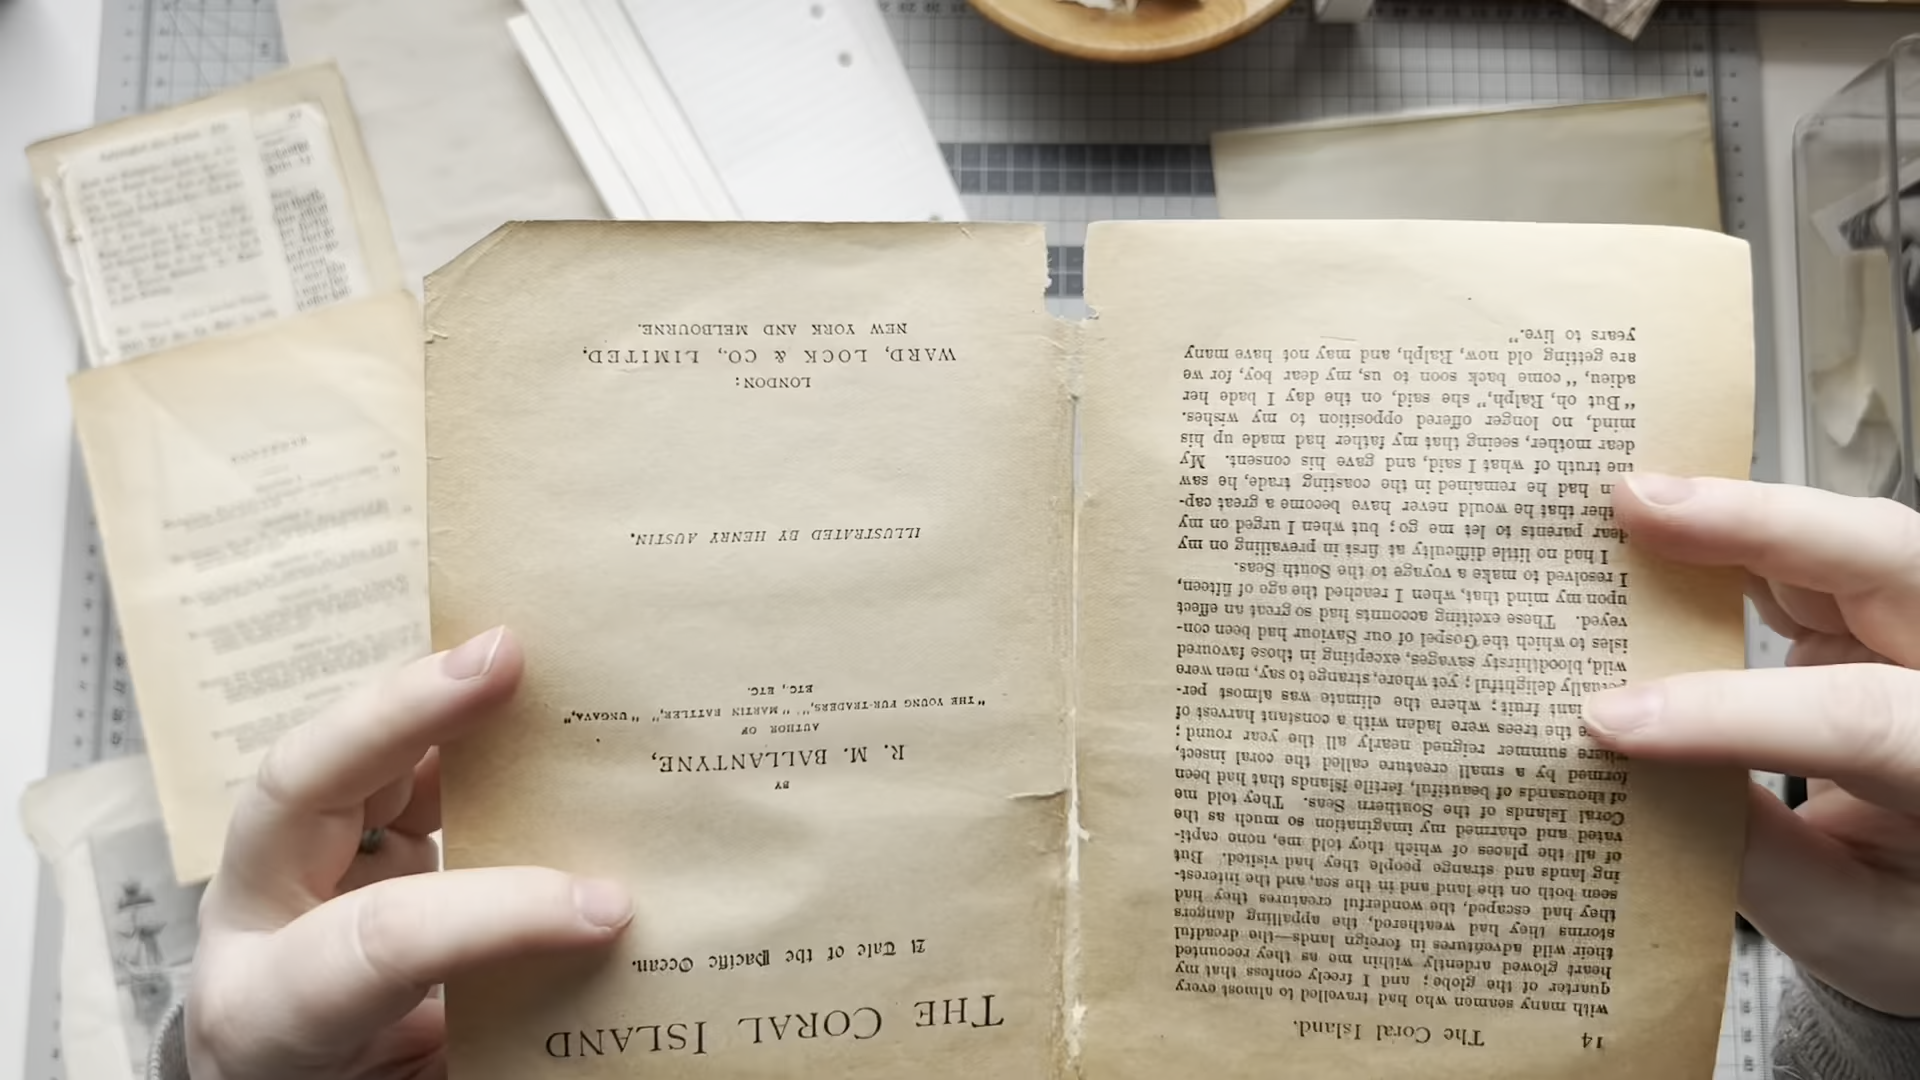 14 The Coral Island.
with many seamen who had travelled to almost every
quarter of the globe; and I freely confess that my
heart glowed ardently within me as they recounted
their wild adventures in foreign lands—the dreadful
storms they had weathered, the appalling dangers
they had escaped, the wonderful creatures they had
seen both on the land and in the sea, and the interest-
ing lands and strange people they had visited. But
of all the places of which they told me, none capti-
vated and charmed my imagination so much as the
Coral Islands of the Southern Seas. They told me
of thousands of beautiful, fertile islands that had been
formed by a small creature called the coral insect,
where summer reigned nearly all the year round;
the trees were laden with a constant harvest of
fruit; where the climate was almost per-
petually delightful; yet where, strange to say, men were
wild, bloodthirsty savages, excepting in those favoured
isles to which the Gospel of our Saviour had been con-
veyed. These exciting accounts had so great an effect
upon my mind that, when I reached the age of fifteen,
I resolved to make a voyage to the South Seas.
I had no little difficulty at first in prevailing on my
dear parents to let me go; but when I urged on my
that he would never have become a great cap-
had he remained in the coasting trade, he saw
the truth of what I said, and gave his consent. My
dear mother, seeing that my father had made up his
mind, no longer offered opposition to my wishes.
“But oh, Ralph,” she said, on the day I bade her
adieu, “come back soon to us, my dear boy, for we
are getting old now, Ralph, and may not have many
years to live.”
THE CORAL ISLAND
A Tale of the Pacific Ocean.
BY
R. M. BALLANTYNE,
AUTHOR OF
"THE YOUNG FUR-TRADERS," "MARTIN RATTLER," "UNGAVA,"
ETC., ETC.
ILLUSTRATED BY HENRY AUSTIN.
LONDON:
WARD, LOCK & CO., LIMITED,
NEW YORK AND MELBOURNE.